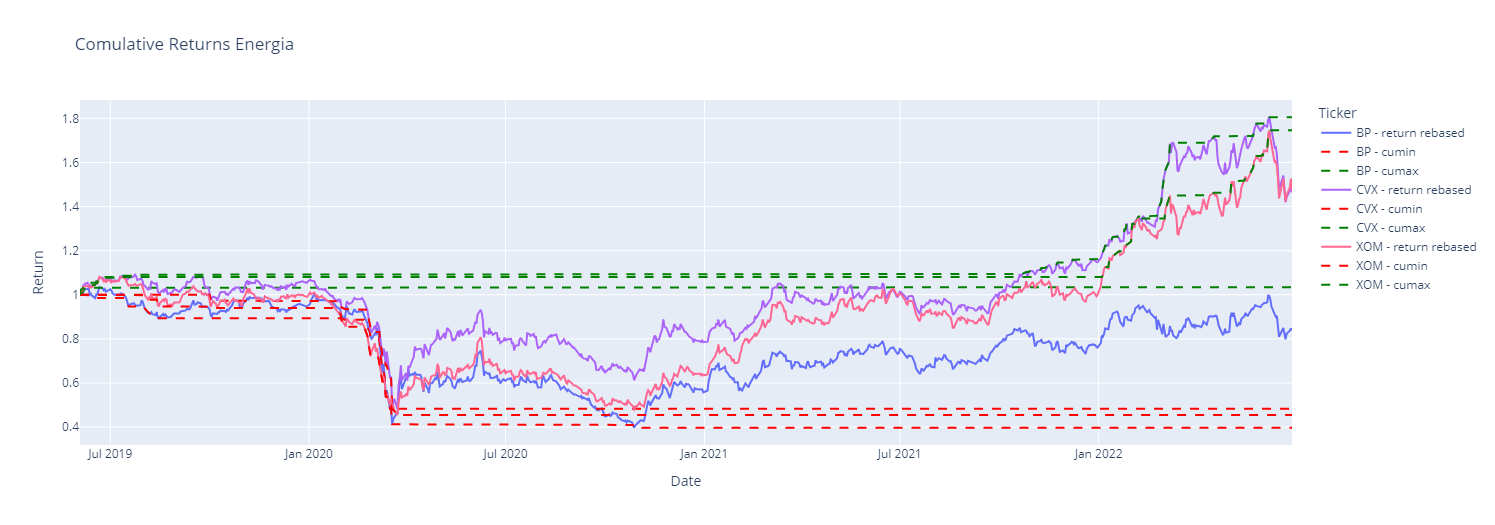 Comulative Returns Energia
Return
1.8
1.6
1.4
1.2
1
0.8
0.6
0.4
Jul 2019
Jan 2020
Jul 2020
Jan 2021
Jul 2021
Jan 2022
Date
Ticker
BP - return rebased
BP - cumin
BP - cumax
CVX - return rebased
CVX - cumin
CVX - cumax
XOM - return rebased
XOM - cumin
XOM - cumax